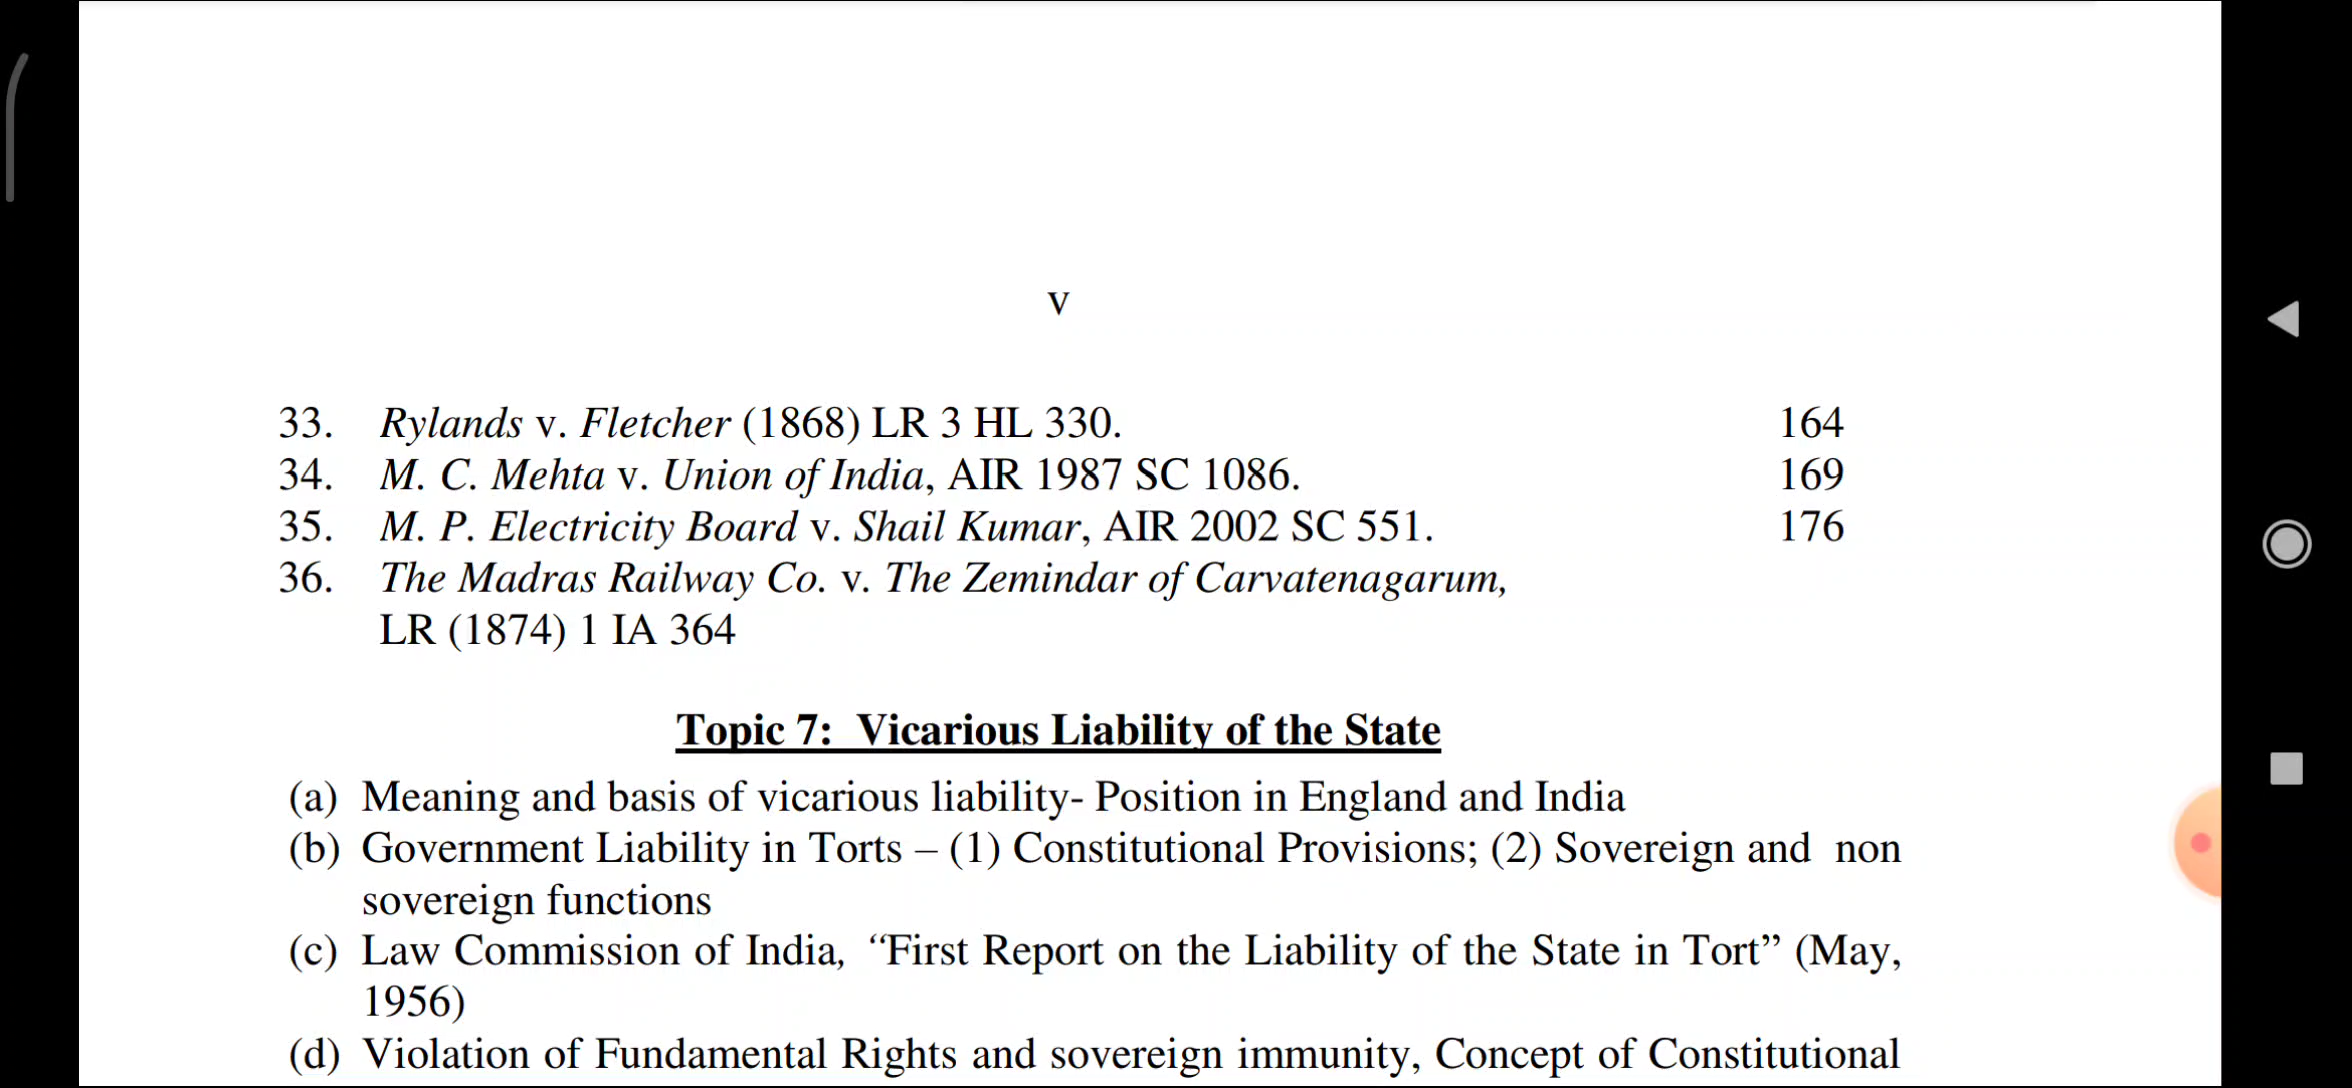 v
33. Rylands v. Fletcher (1868) LR 3 HL 330. 164
34. M. C. Mehta v. Union of India, AIR 1987 SC 1086. 169
35. M. P. Electricity Board v. Shail Kumar, AIR 2002 SC 551. 176
36. The Madras Railway Co. v. The Zemindar of Carvatenagarum,
LR (1874) 1 IA 364
Topic 7: Vicarious Liability of the State
(a) Meaning and basis of vicarious liability- Position in England and India
(b) Government Liability in Torts – (1) Constitutional Provisions; (2) Sovereign and non
sovereign functions
(c) Law Commission of India, “First Report on the Liability of the State in Tort” (May,
1956)
(d) Violation of Fundamental Rights and sovereign immunity, Concept of Constitutional